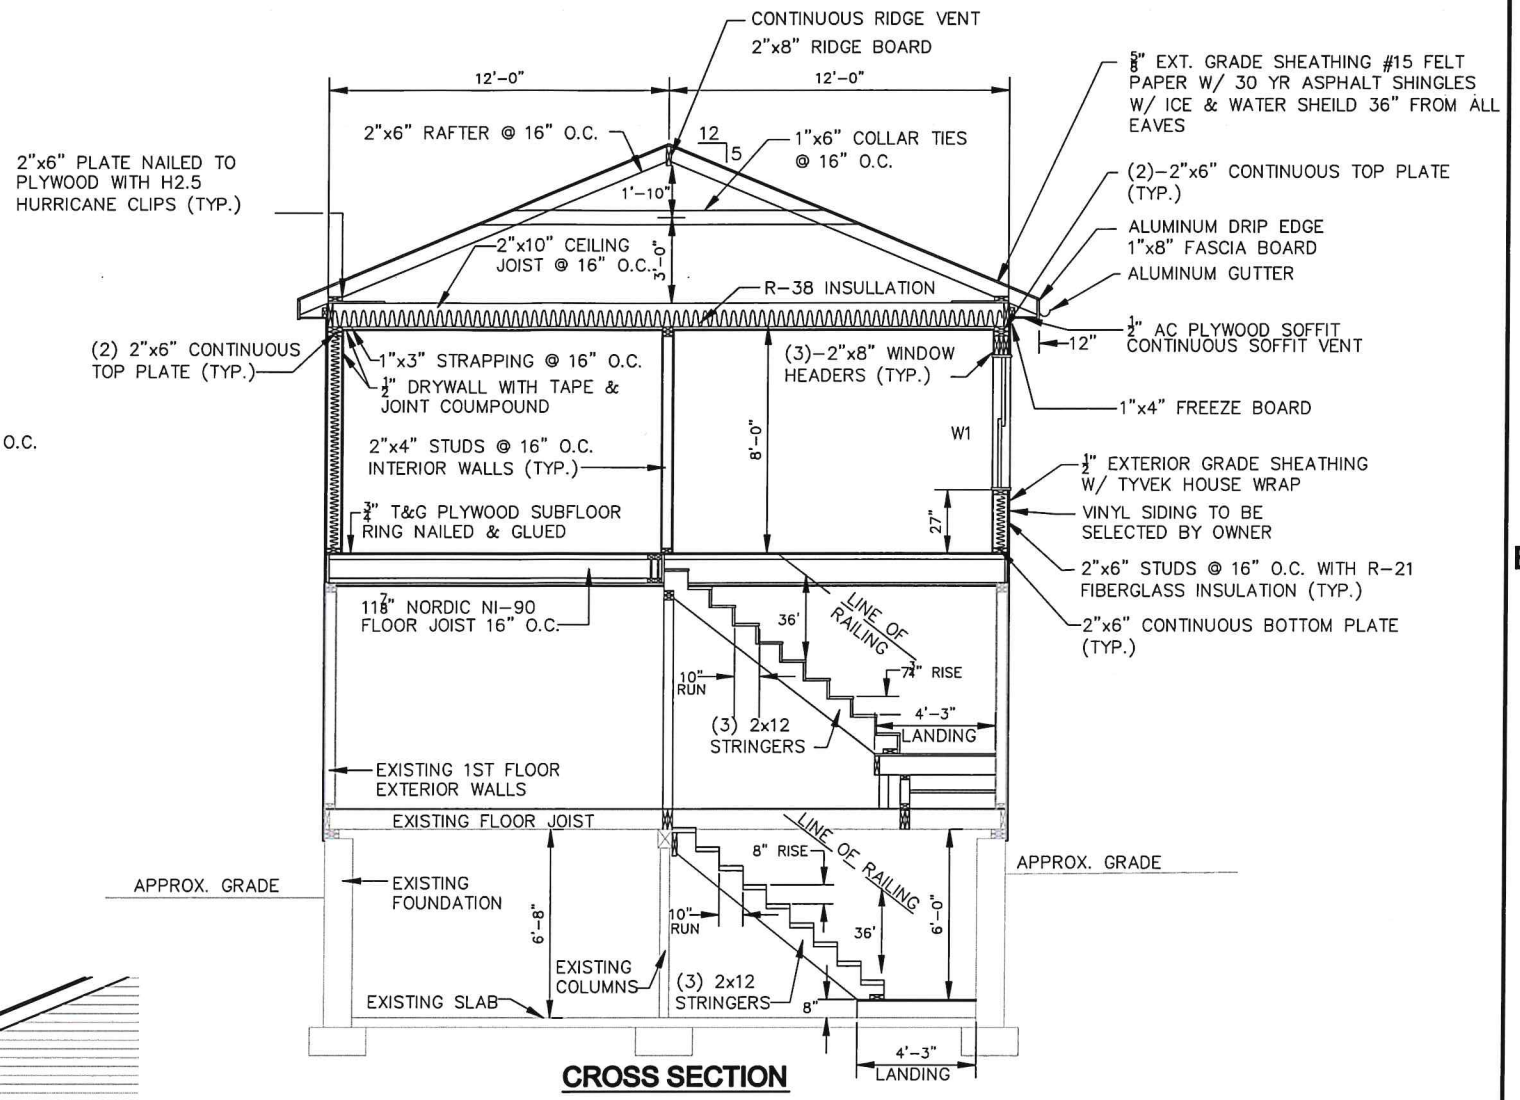 CONTINUOUS RIDGE VENT
2"x8" RIDGE BOARD
12'-0"
12'-0"
5/8" EXT. GRADE SHEATHING #15 FELT
PAPER W/ 30 YR ASPHALT SHINGLES
W/ ICE & WATER SHEILD 36" FROM ALL
EAVES
2"x6" RAFTER @ 16" O.C.
12
5
1"x6" COLLAR TIES
@ 16" O.C.
2"x6" PLATE NAILED TO
PLYWOOD WITH H2.5
HURRICANE CLIPS (TYP.)
1'-10"
(2)-2"x6" CONTINUOUS TOP PLATE
(TYP.)
ALUMINUM DRIP EDGE
1"x8" FASCIA BOARD
ALUMINUM GUTTER
2"x10" CEILING
JOIST @ 16" O.C.
3'-0"
R-38 INSULLATION
1/2" AC PLYWOOD SOFFIT
CONTINUOUS SOFFIT VENT
12"
(2) 2"x6" CONTINUOUS
TOP PLATE (TYP.)
1"x3" STRAPPING @ 16" O.C.
1/2" DRYWALL WITH TAPE &
JOINT COUMPOUND
(3)-2"x8" WINDOW
HEADERS (TYP.)
1"x4" FREEZE BOARD
O.C.
2"x4" STUDS @ 16" O.C.
INTERIOR WALLS (TYP.)
8'-0"
W1
1/2" EXTERIOR GRADE SHEATHING
W/ TYVEK HOUSE WRAP
3/4" T&G PLYWOOD SUBFLOOR
RING NAILED & GLUED
27"
VINYL SIDING TO BE
SELECTED BY OWNER
2"x6" STUDS @ 16" O.C. WITH R-21
FIBERGLASS INSULATION (TYP.)
11 7/8" NORDIC NI-90
FLOOR JOIST 16" O.C.
36'
LINE OF
RAILING
2"x6" CONTINUOUS BOTTOM PLATE
(TYP.)
10"
RUN
7 3/4" RISE
(3) 2x12
STRINGERS
4'-3"
LANDING
EXISTING 1ST FLOOR
EXTERIOR WALLS
EXISTING FLOOR JOIST
LINE OF RAILING
8" RISE
APPROX. GRADE
APPROX. GRADE
EXISTING
FOUNDATION
6'-8"
10"
RUN
36'
6'-0"
EXISTING
COLUMNS
(3) 2x12
STRINGERS
EXISTING SLAB
8"
4'-3"
LANDING
CROSS SECTION